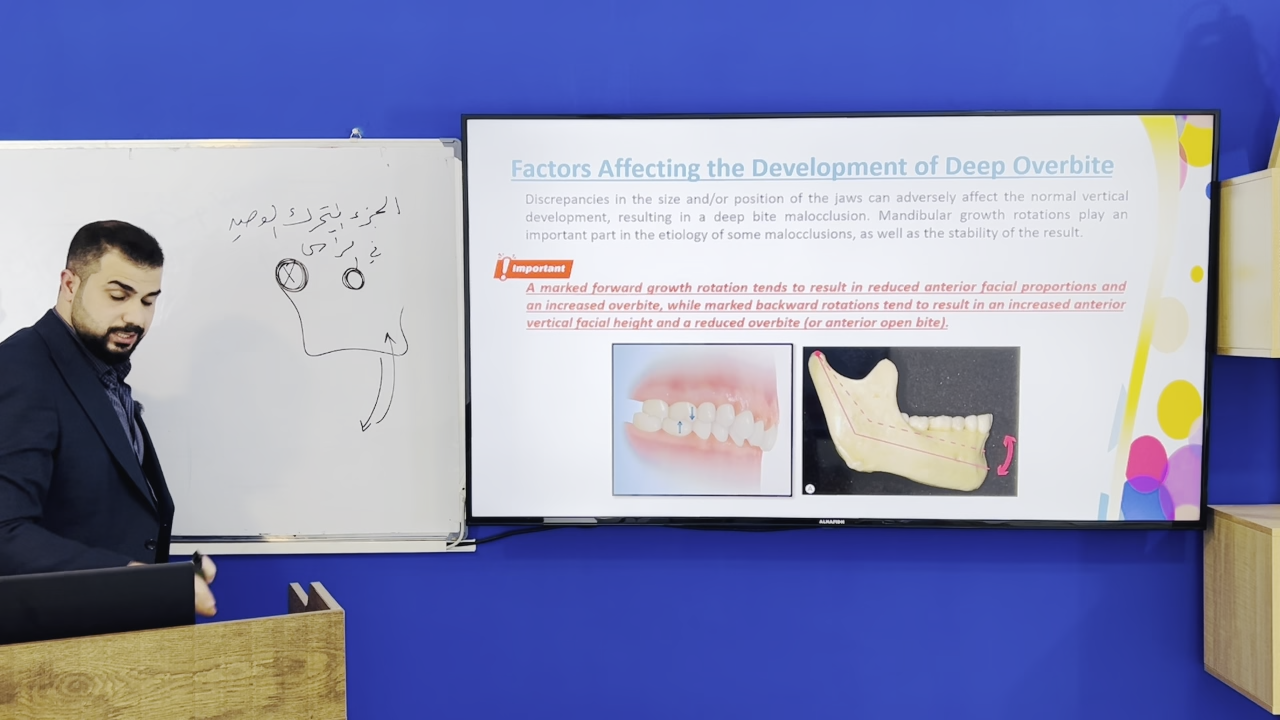 الجزء المتحرك الوحيد
في
Factors Affecting the Development of Deep Overbite
Discrepancies in the size and/or position of the jaws can adversely affect the normal vertical
development, resulting in a deep bite malocclusion. Mandibular growth rotations play an
important part in the etiology of some malocclusions, as well as the stability of the result.
! Important
A marked forward growth rotation tends to result in reduced anterior facial proportions and
an increased overbite, while marked backward rotations tend to result in an increased anterior
vertical facial height and a reduced overbite (or anterior open bite).
ALHAFIDH